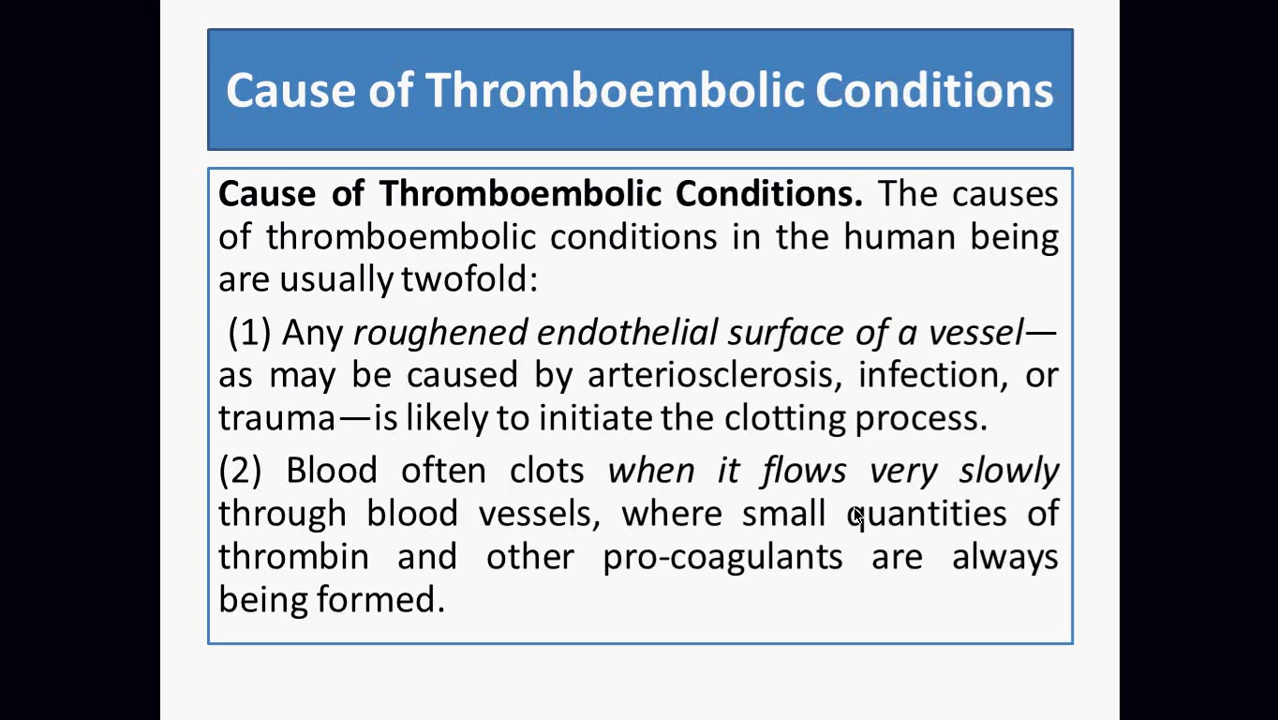 Cause of Thromboembolic Conditions
Cause of Thromboembolic Conditions. The causes
of thromboembolic conditions in the human being
are usually twofold:
(1) Any roughened endothelial surface of a vessel—
as may be caused by arteriosclerosis, infection, or
trauma—is likely to initiate the clotting process.
(2) Blood often clots when it flows very slowly
through blood vessels, where small quantities of
thrombin and other pro-coagulants are always
being formed.